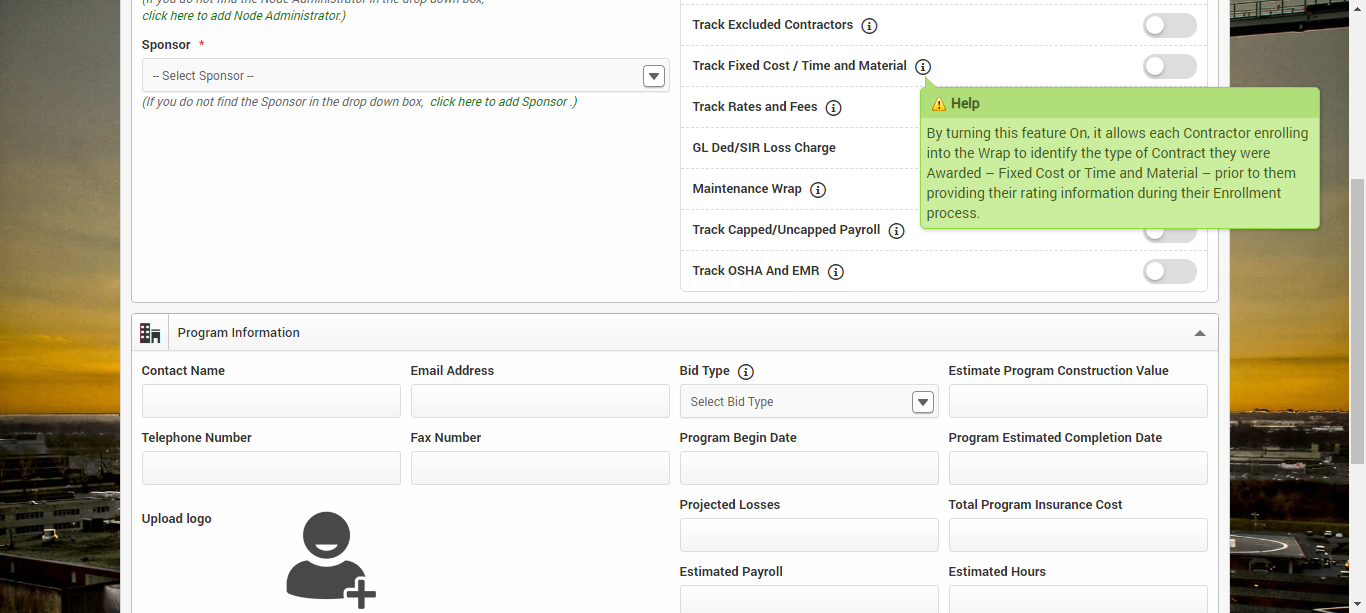 (If you do not find the Node Administrator in the drop down box,
click here to add Node Administrator.)
Sponsor *
-- Select Sponsor --
(If you do not find the Sponsor in the drop down box, click here to add Sponsor .)
Track Excluded Contractors
Track Fixed Cost / Time and Material
Track Rates and Fees
GL Ded/SIR Loss Charge
Maintenance Wrap
Track Capped/Uncapped Payroll
Track OSHA And EMR
Help
By turning this feature On, it allows each Contractor enrolling
into the Wrap to identify the type of Contract they were
Awarded – Fixed Cost or Time and Material – prior to them
providing their rating information during their Enrollment
process.
Program Information
Contact Name
Email Address
Bid Type
Estimate Program Construction Value
Select Bid Type
Telephone Number
Fax Number
Program Begin Date
Program Estimated Completion Date
Upload logo
Projected Losses
Total Program Insurance Cost
Estimated Payroll
Estimated Hours